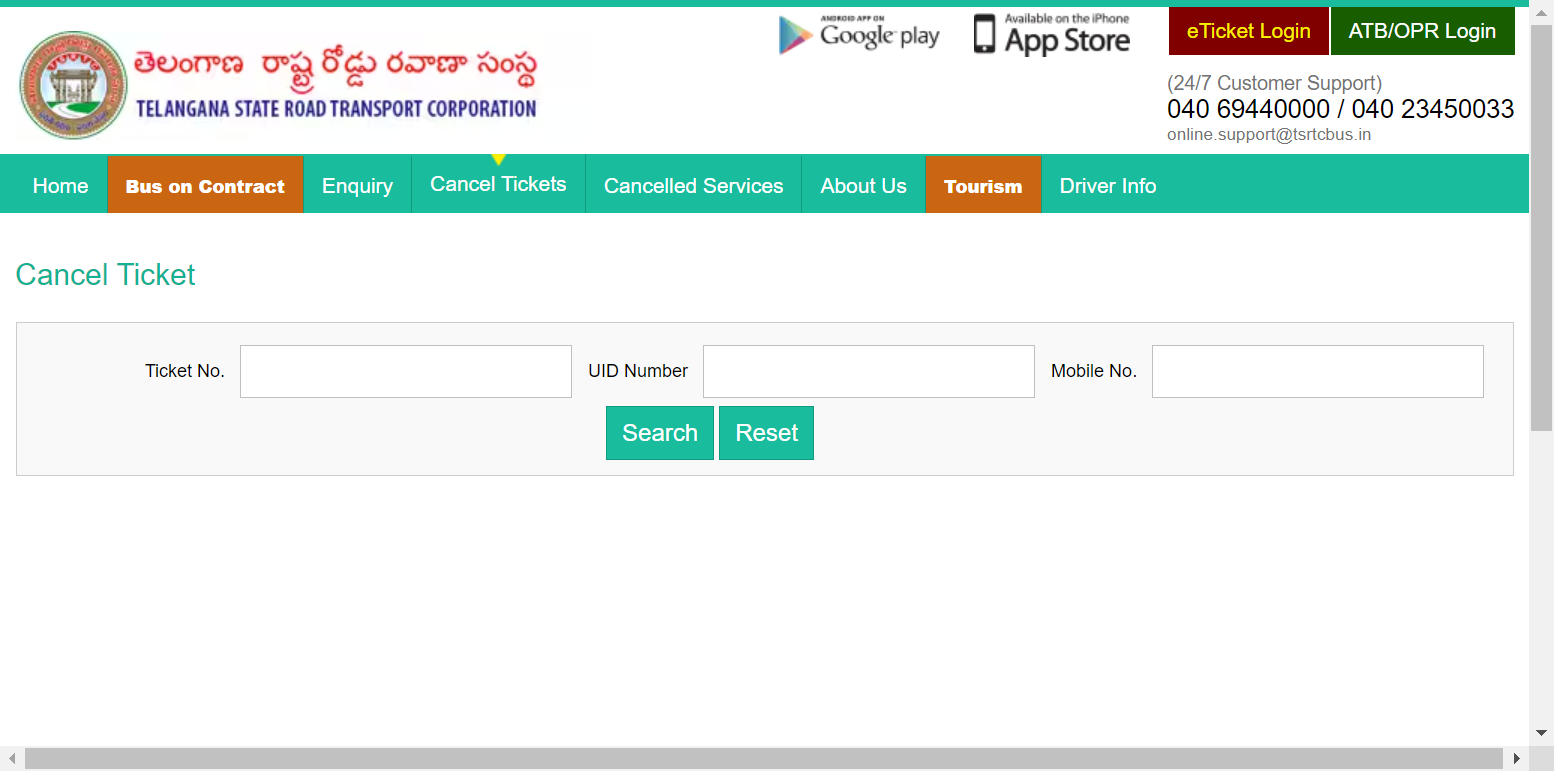 ANDROID APP ON
Google play
Available on the iPhone
App Store
eTicket Login
ATB/OPR Login
తెలంగాణ రాష్ట్ర రోడ్డు రవాణా సంస్థ
TELANGANA STATE ROAD TRANSPORT CORPORATION
(24/7 Customer Support)
040 69440000 / 040 23450033
online.support@tsrtcbus.in
Home Bus on Contract Enquiry Cancel Tickets Cancelled Services About Us Tourism Driver Info
Cancel Ticket
Ticket No. UID Number Mobile No.
Search Reset